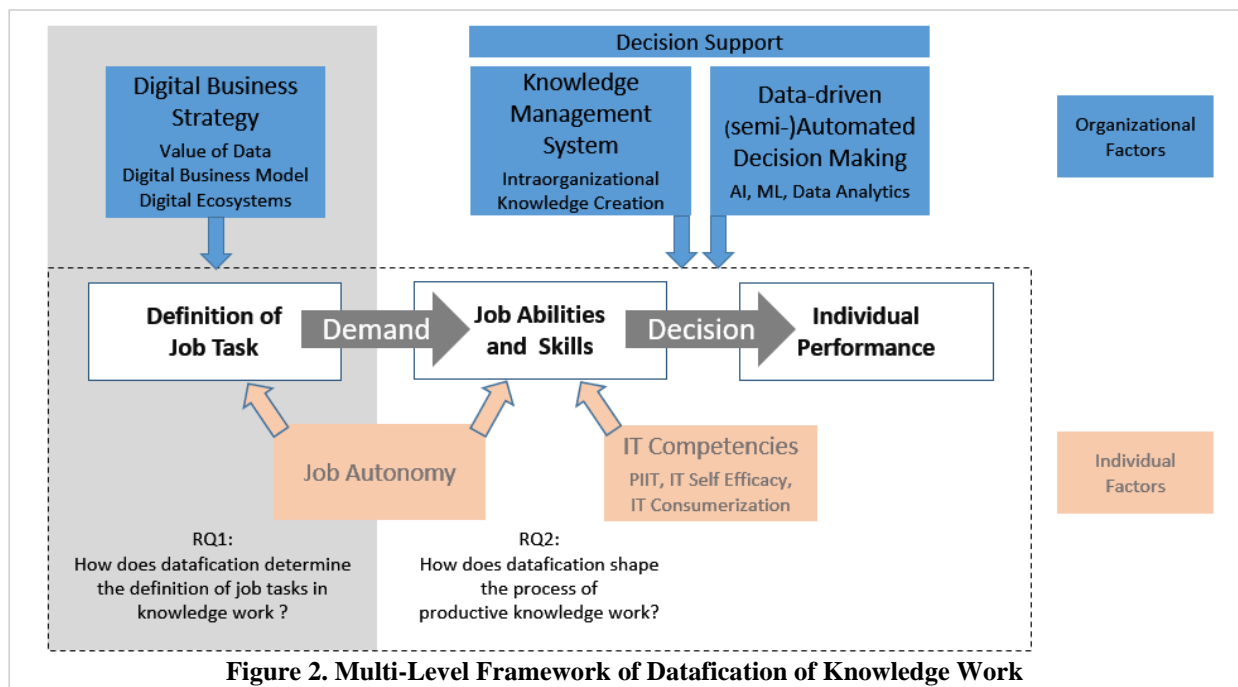 Decision Support
Digital Business
Strategy
Value of Data
Digital Business Model
Digital Ecosystems
Knowledge
Management
System
Intraorganizational
Knowledge Creation
Data-driven
(semi-)Automated
Decision Making
AI, ML, Data Analytics
Organizational
Factors
Definition of
Job Task
Demand
Job Abilities
and Skills
Decision
Individual
Performance
Job Autonomy
IT Competencies
PIIT, IT Self Efficacy,
IT Consumerization
Individual
Factors
RQ1:
How does datafication determine
the definition of job tasks in
knowledge work ?
RQ2:
How does datafication shape
the process of
productive knowledge work?
Figure 2. Multi-Level Framework of Datafication of Knowledge Work